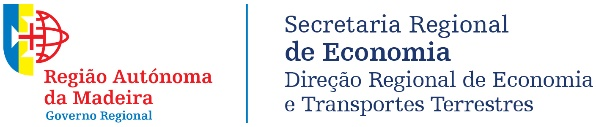 Região Autónoma
da Madeira
Governo Regional
Secretaria Regional
de Economia
Direção Regional de Economia
e Transportes Terrestres